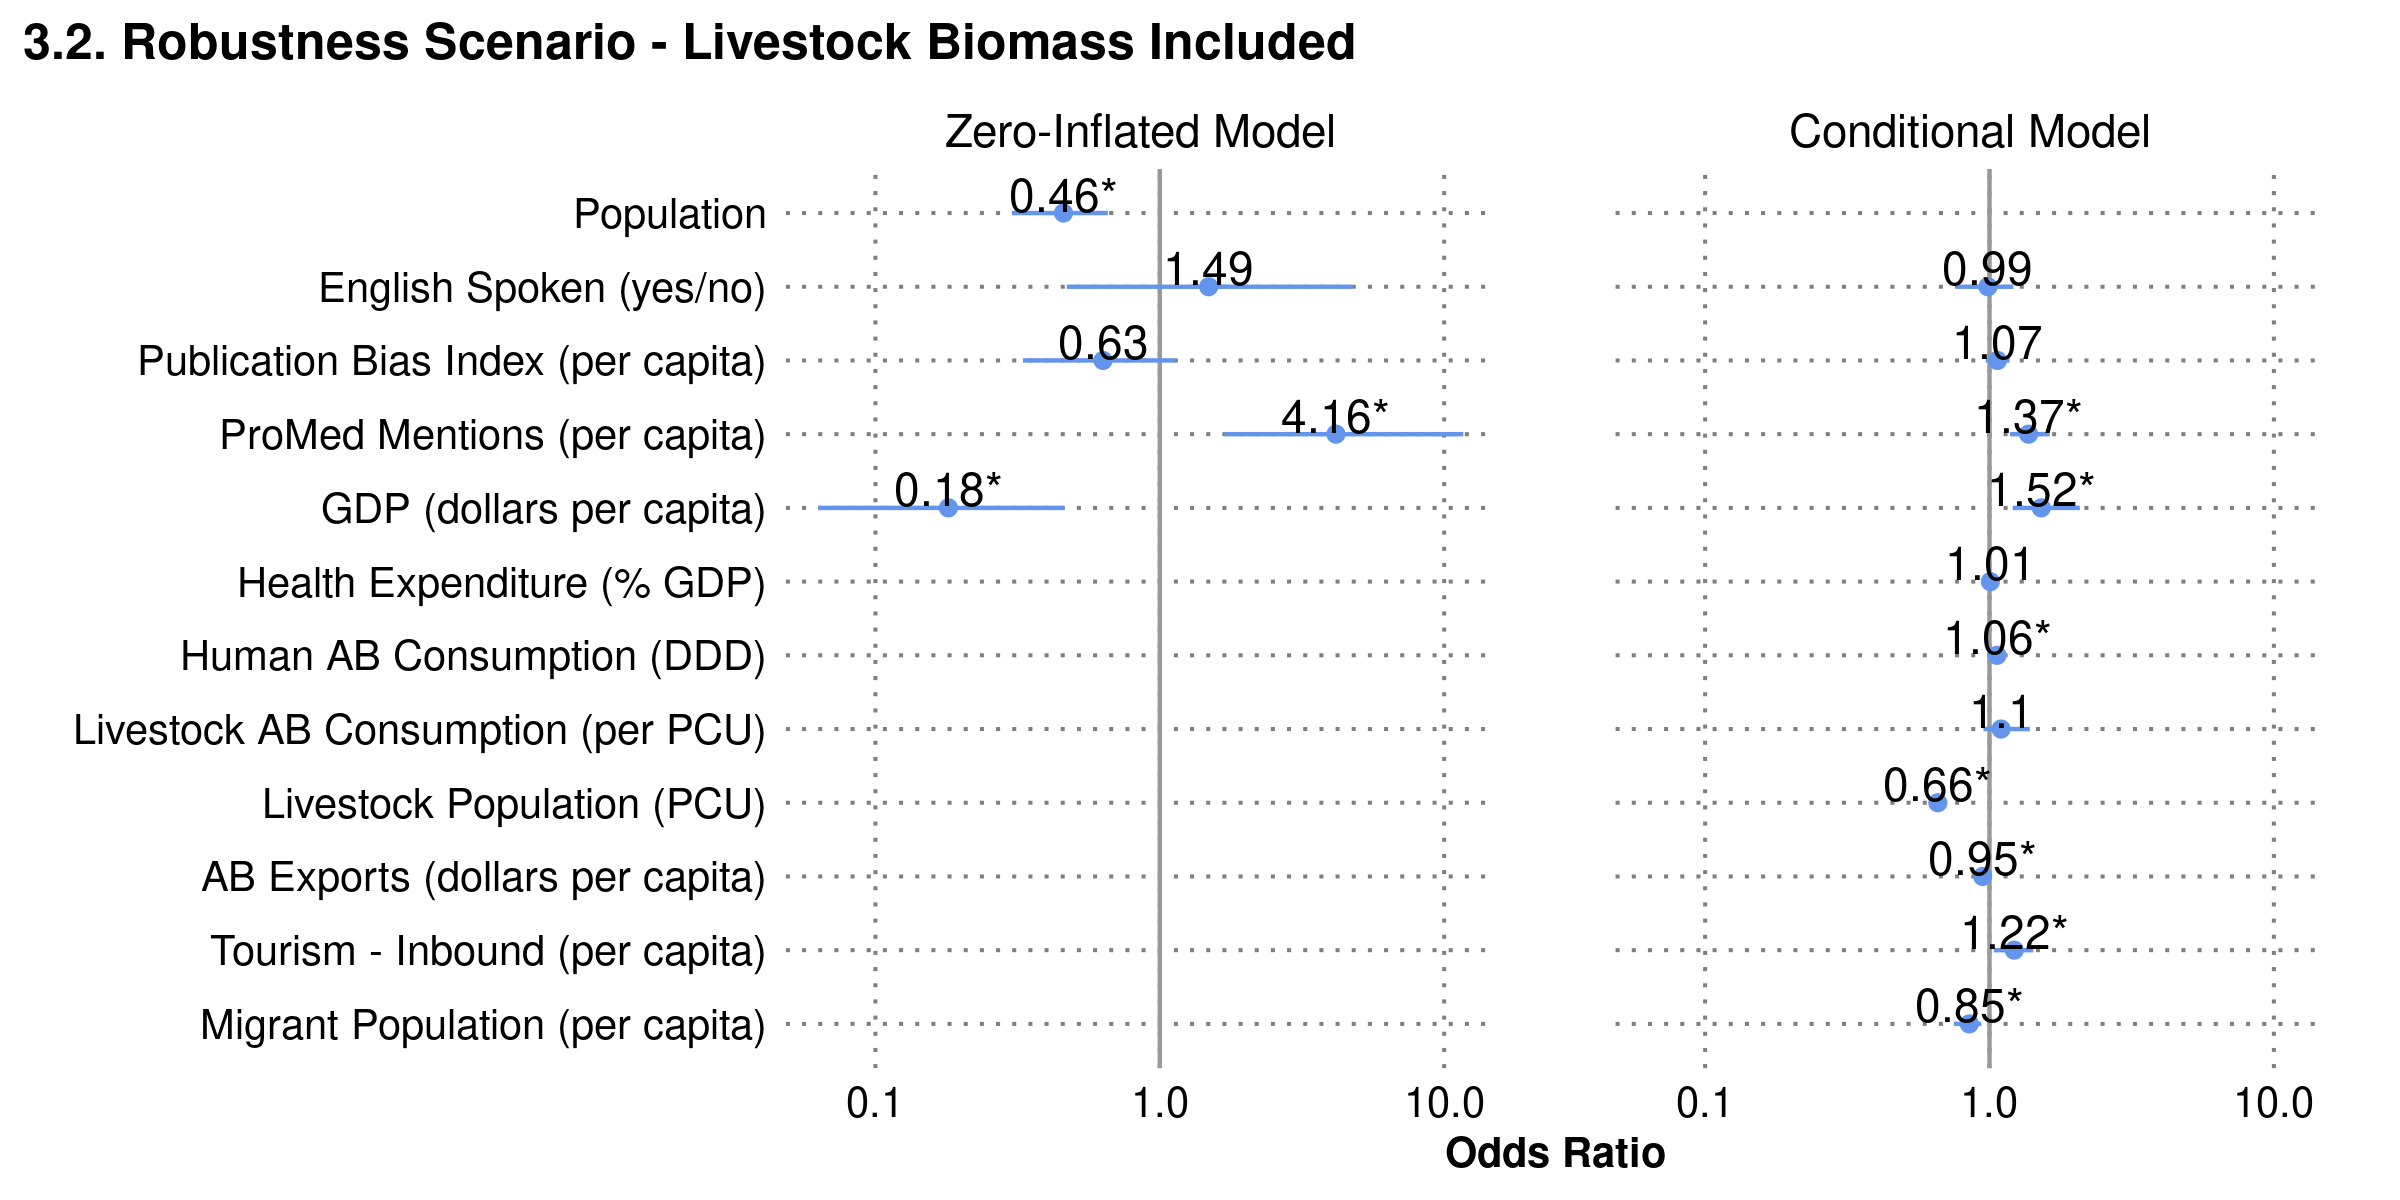 3.2. Robustness Scenario - Livestock Biomass Included
Zero-Inflated Model Conditional Model
Population 0.46*
English Spoken (yes/no) 1.49 0.99
Publication Bias Index (per capita) 0.63 1.07
ProMed Mentions (per capita) 4.16* 1.37*
GDP (dollars per capita) 0.18* 1.52*
Health Expenditure (% GDP) 1.01
Human AB Consumption (DDD) 1.06*
Livestock AB Consumption (per PCU) 1.1
Livestock Population (PCU) 0.66*
AB Exports (dollars per capita) 0.95*
Tourism - Inbound (per capita) 1.22*
Migrant Population (per capita) 0.85*
0.1 1.0 10.0 0.1 1.0 10.0
Odds Ratio